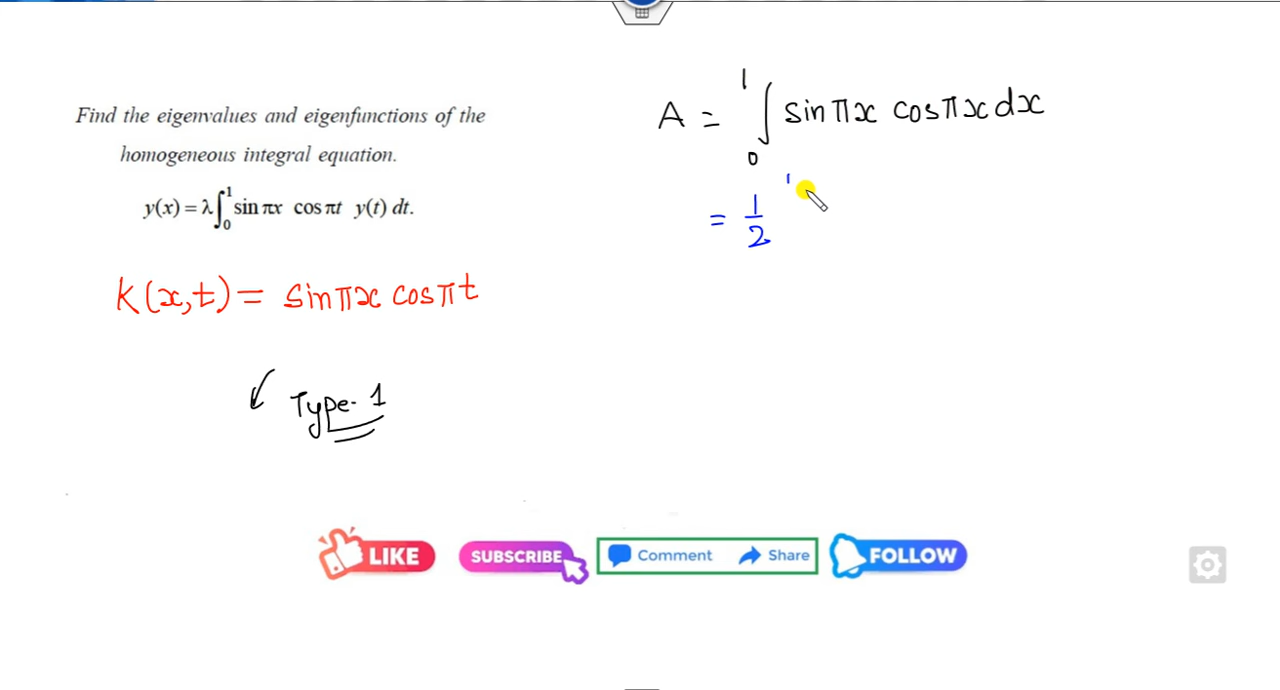 Find the eigenvalues and eigenfunctions of the
homogeneous integral equation.
y(x) = λ∫₀¹ sin πx cos πt y(t) dt.
K(x,t) = sinπx cosπt
Type-1
A = ∫₀¹ sinπx cosπx dx
= 1/2 1
LIKE
SUBSCRIBE
Comment
Share
FOLLOW